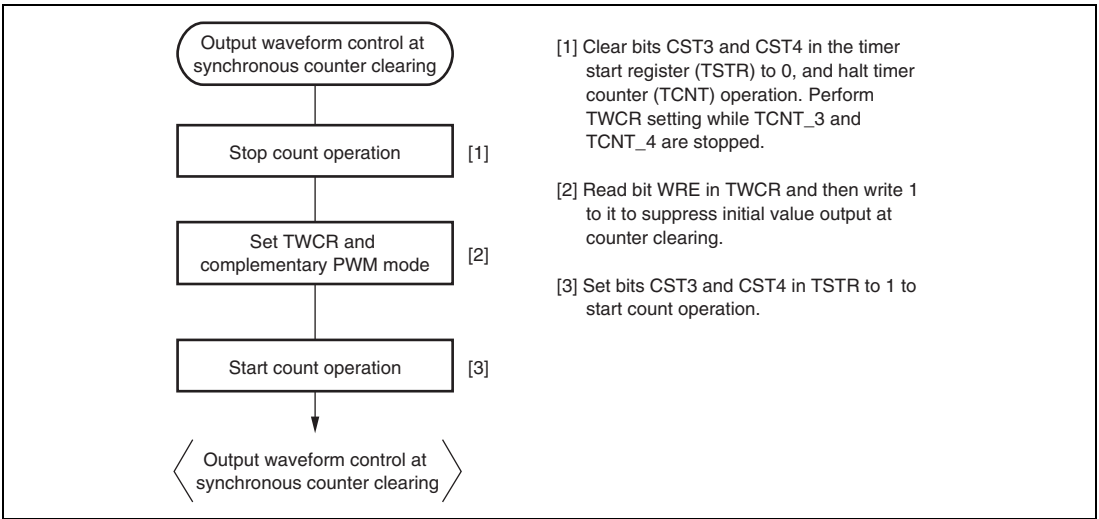 Output waveform control at
synchronous counter clearing
Stop count operation
[1]
Set TWCR and
complementary PWM mode
[2]
Start count operation
[3]
Output waveform control at
synchronous counter clearing
[1] Clear bits CST3 and CST4 in the timer
start register (TSTR) to 0, and halt timer
counter (TCNT) operation. Perform
TWCR setting while TCNT_3 and
TCNT_4 are stopped.
[2] Read bit WRE in TWCR and then write 1
to it to suppress initial value output at
counter clearing.
[3] Set bits CST3 and CST4 in TSTR to 1 to
start count operation.